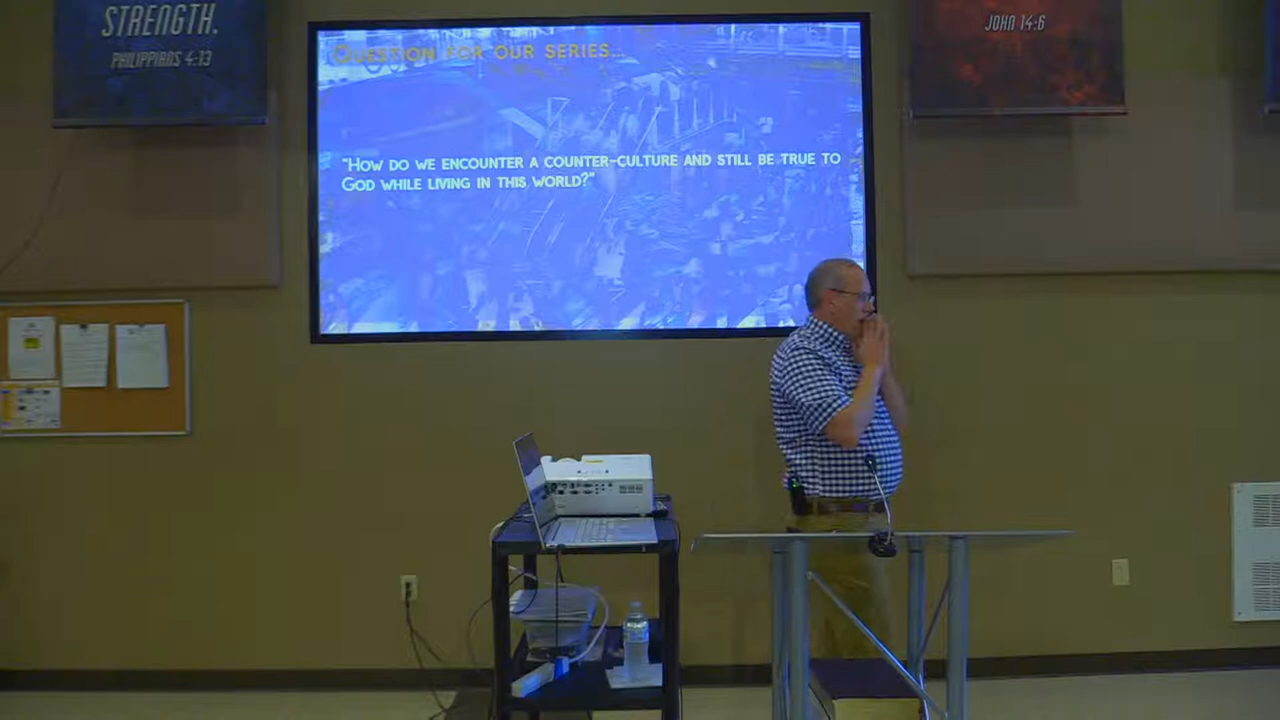 STRENGTH.
PHILIPPIANS 4:13
JOHN 14:6
QUESTION FOR OUR SERIES...
"HOW DO WE ENCOUNTER A COUNTER-CULTURE AND STILL BE TRUE TO
GOD WHILE LIVING IN THIS WORLD?"